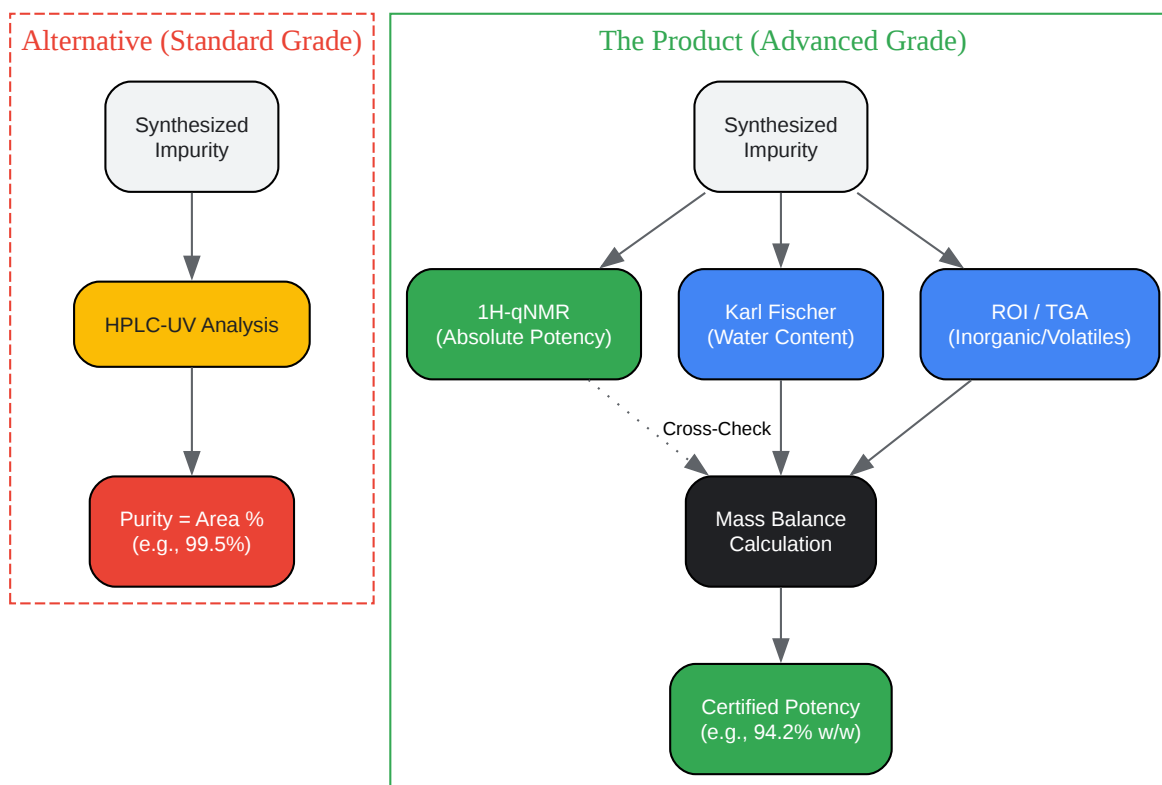 Alternative (Standard Grade)
Synthesized
Impurity
HPLC-UV Analysis
Purity = Area %
(e.g., 99.5%)
The Product (Advanced Grade)
Synthesized
Impurity
1H-qNMR
(Absolute Potency)
Karl Fischer
(Water Content)
ROI / TGA
(Inorganic/Volatiles)
Cross-Check
Mass Balance
Calculation
Certified Potency
(e.g., 94.2% w/w)